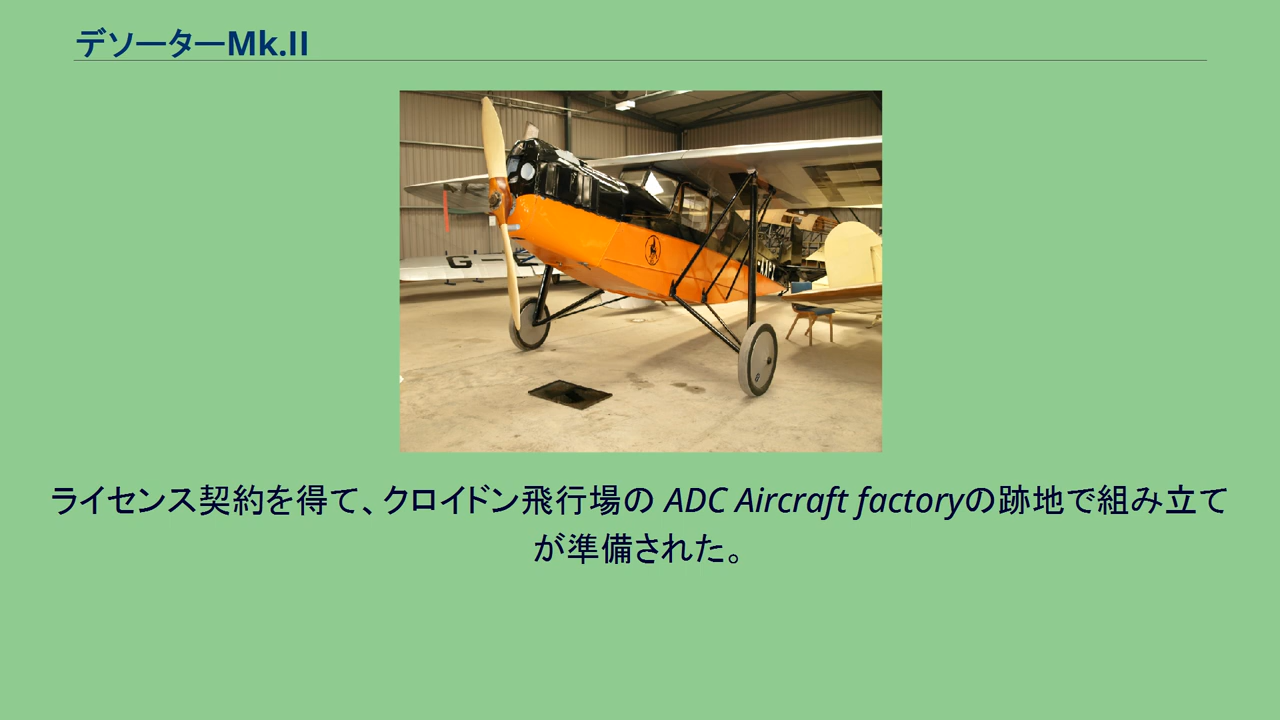 デソーターMk.II
ライセンス契約を得て、クロイドン飛行場の ADC Aircraft factoryの跡地で組み立て
が準備された。